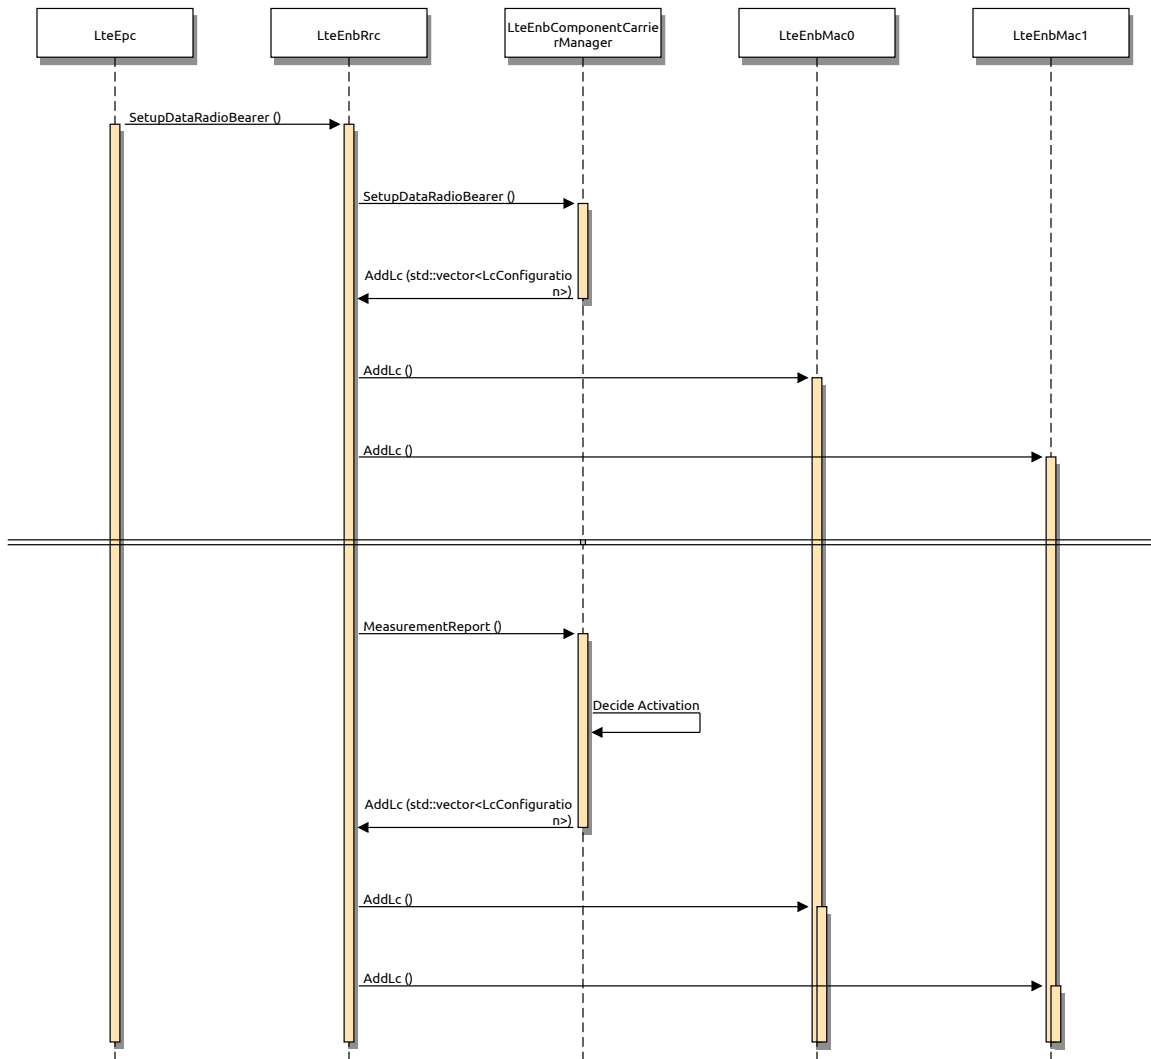 LteEpc
LteEnbRrc
LteEnbComponentCarrie
rManager
LteEnbMac0
LteEnbMac1
SetupDataRadioBearer ()
SetupDataRadioBearer ()
AddLc (std::vector<LcConfiguratio
n>)
AddLc ()
AddLc ()
MeasurementReport ()
Decide Activation
AddLc (std::vector<LcConfiguratio
n>)
AddLc ()
AddLc ()